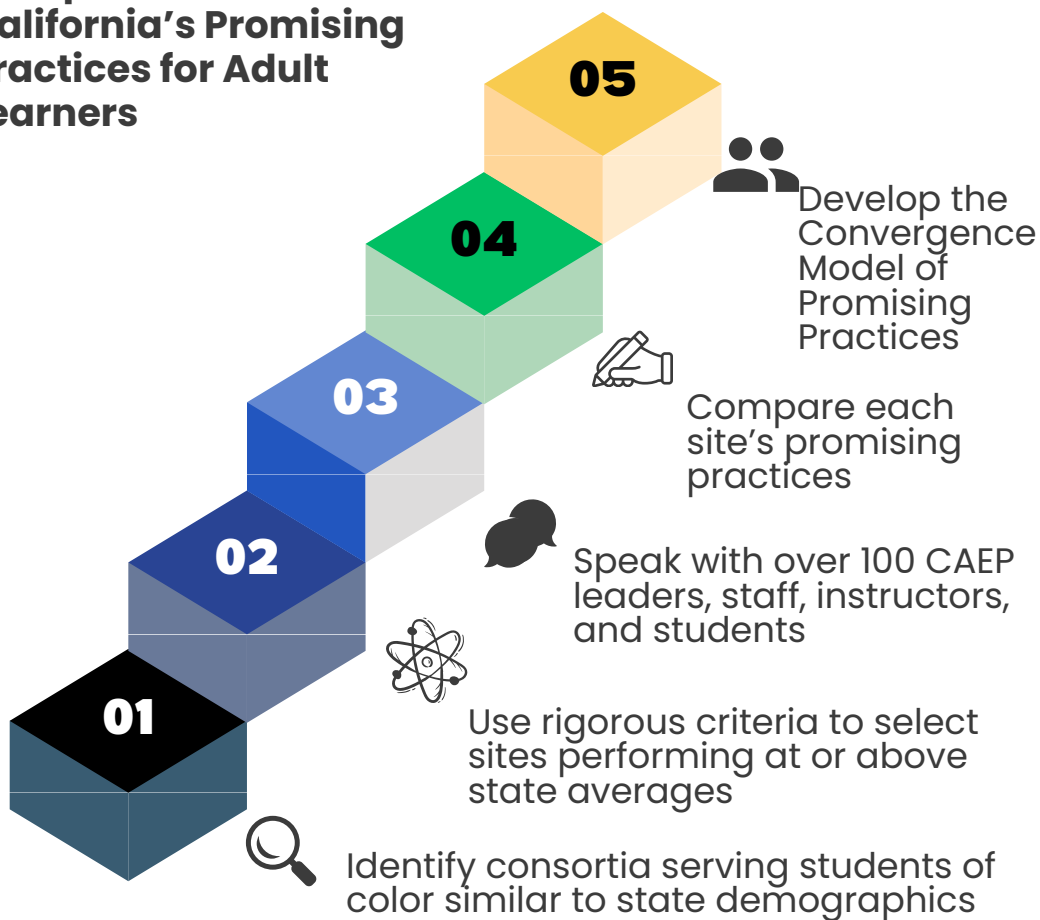 alifornia's Promising
ractices for Adult
earners
05
Develop the
Convergence
Model of
Promising
Practices
04
Compare each
site's promising
practices
03
Speak with over 100 CAEP
leaders, staff, instructors,
and students
02
Use rigorous criteria to select
sites performing at or above
state averages
01
Identify consortia serving students of
color similar to state demographics